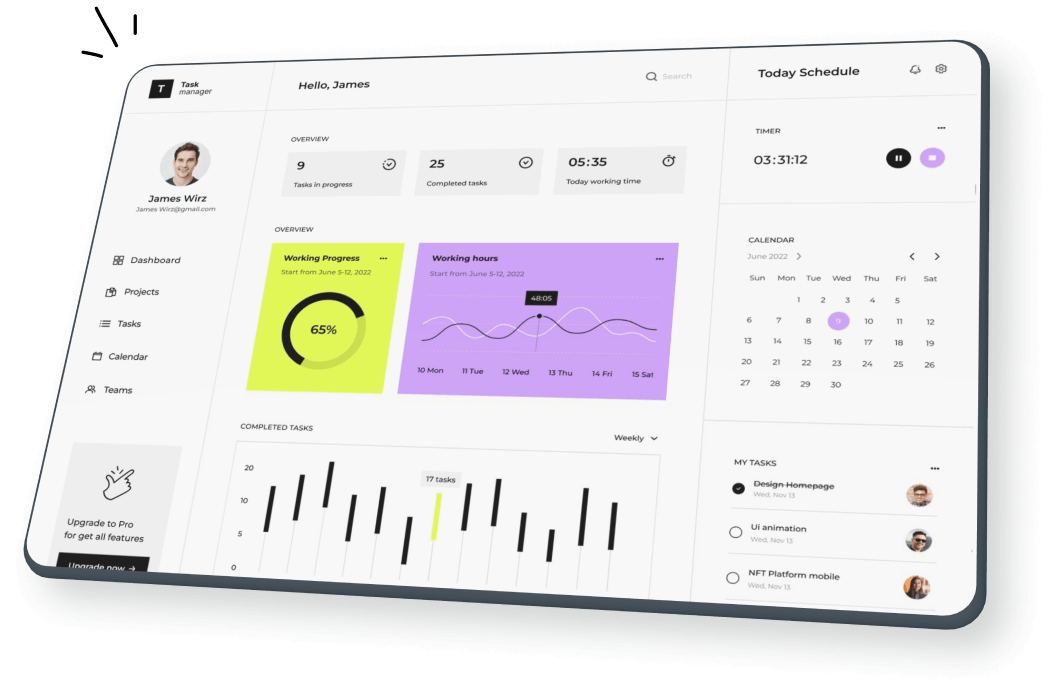 T
Task
manager
Hello, James
Search
Today Schedule
James Wirz
James Wirz@gmail.com
Dashboard
Projects
Tasks
Calendar
Teams
Upgrade to Pro
for get all features
Upgrade now →
OVERVIEW
9
Tasks in progress
25
Completed tasks
05:35
Today working time
OVERVIEW
Working Progress
Start from June 5-12, 2022
65%
Working hours
Start from June 5-12, 2022
48:05
10 Mon 11 Tue 12 Wed 13 Thu 14 Fri 15 Sat
COMPLETED TASKS
Weekly
20
10
5
0
17 tasks
TIMER
03:31:12
CALENDAR
June 2022
Sun Mon Tue Wed Thu Fri Sat
1 2 3 4 5
6 7 8 9 10 11 12
13 14 15 16 17 18 19
20 21 22 23 24 25 26
27 28 29 30
MY TASKS
Design Homepage
Wed, Nov 13
Ui animation
Wed, Nov 13
NFT Platform mobile
Wed, Nov 13